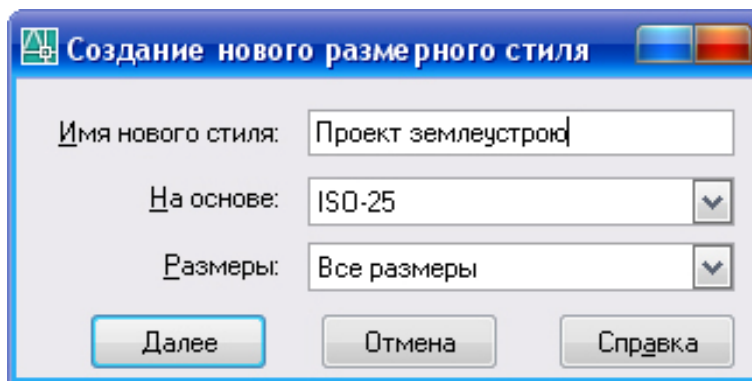 Создание нового размерного стиля
Имя нового стиля: Проект землеустрою
На основе: ISO-25
Размеры: Все размеры
Далее Отмена Справка